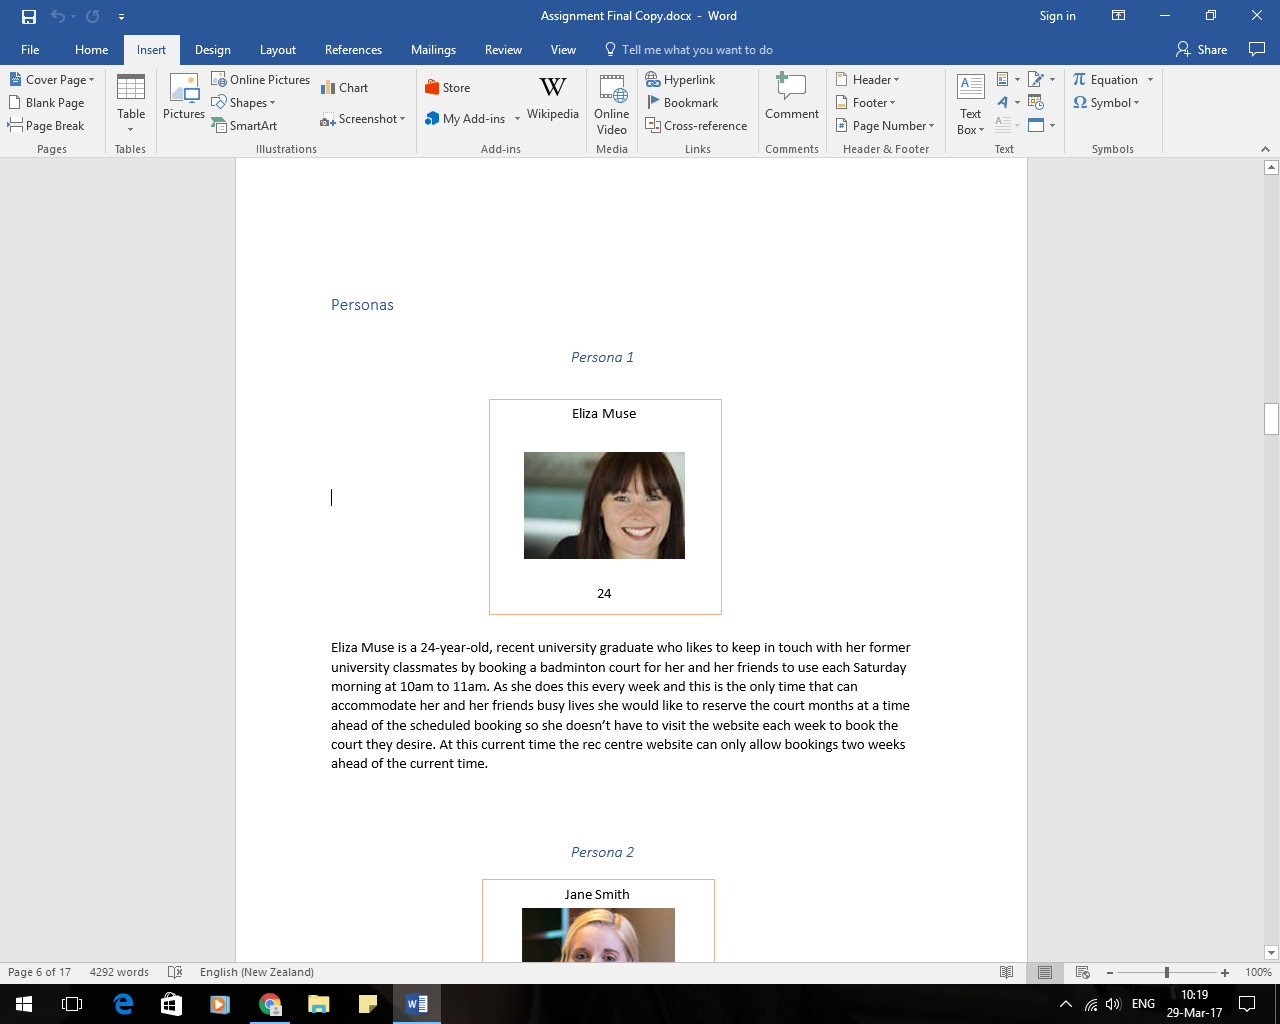 Assignment Final Copy.docx - Word
Sign in
File Home Insert Design Layout References Mailings Review View Tell me what you want to do Share
Cover Page
Blank Page
Page Break
Pages
Table
Tables
Pictures
Online Pictures
Shapes
SmartArt
Chart
Screenshot
Illustrations
Store
My Add-ins
W
Wikipedia
Add-ins
Online
Video
Media
Hyperlink
Bookmark
Cross-reference
Links
Comment
Comments
Header
Footer
Page Number
Header & Footer
Text
Box
Text
π Equation
Ω Symbol
Symbols
Personas
Persona 1
Eliza Muse
24
Eliza Muse is a 24-year-old, recent university graduate who likes to keep in touch with her former
university classmates by booking a badminton court for her and her friends to use each Saturday
morning at 10am to 11am. As she does this every week and this is the only time that can
accommodate her and her friends busy lives she would like to reserve the court months at a time
ahead of the scheduled booking so she doesn’t have to visit the website each week to book the
court they desire. At this current time the rec centre website can only allow bookings two weeks
ahead of the current time.
Persona 2
Jane Smith
Page 6 of 17 4292 words English (New Zealand) 100%
ENG
10:19
29-Mar-17